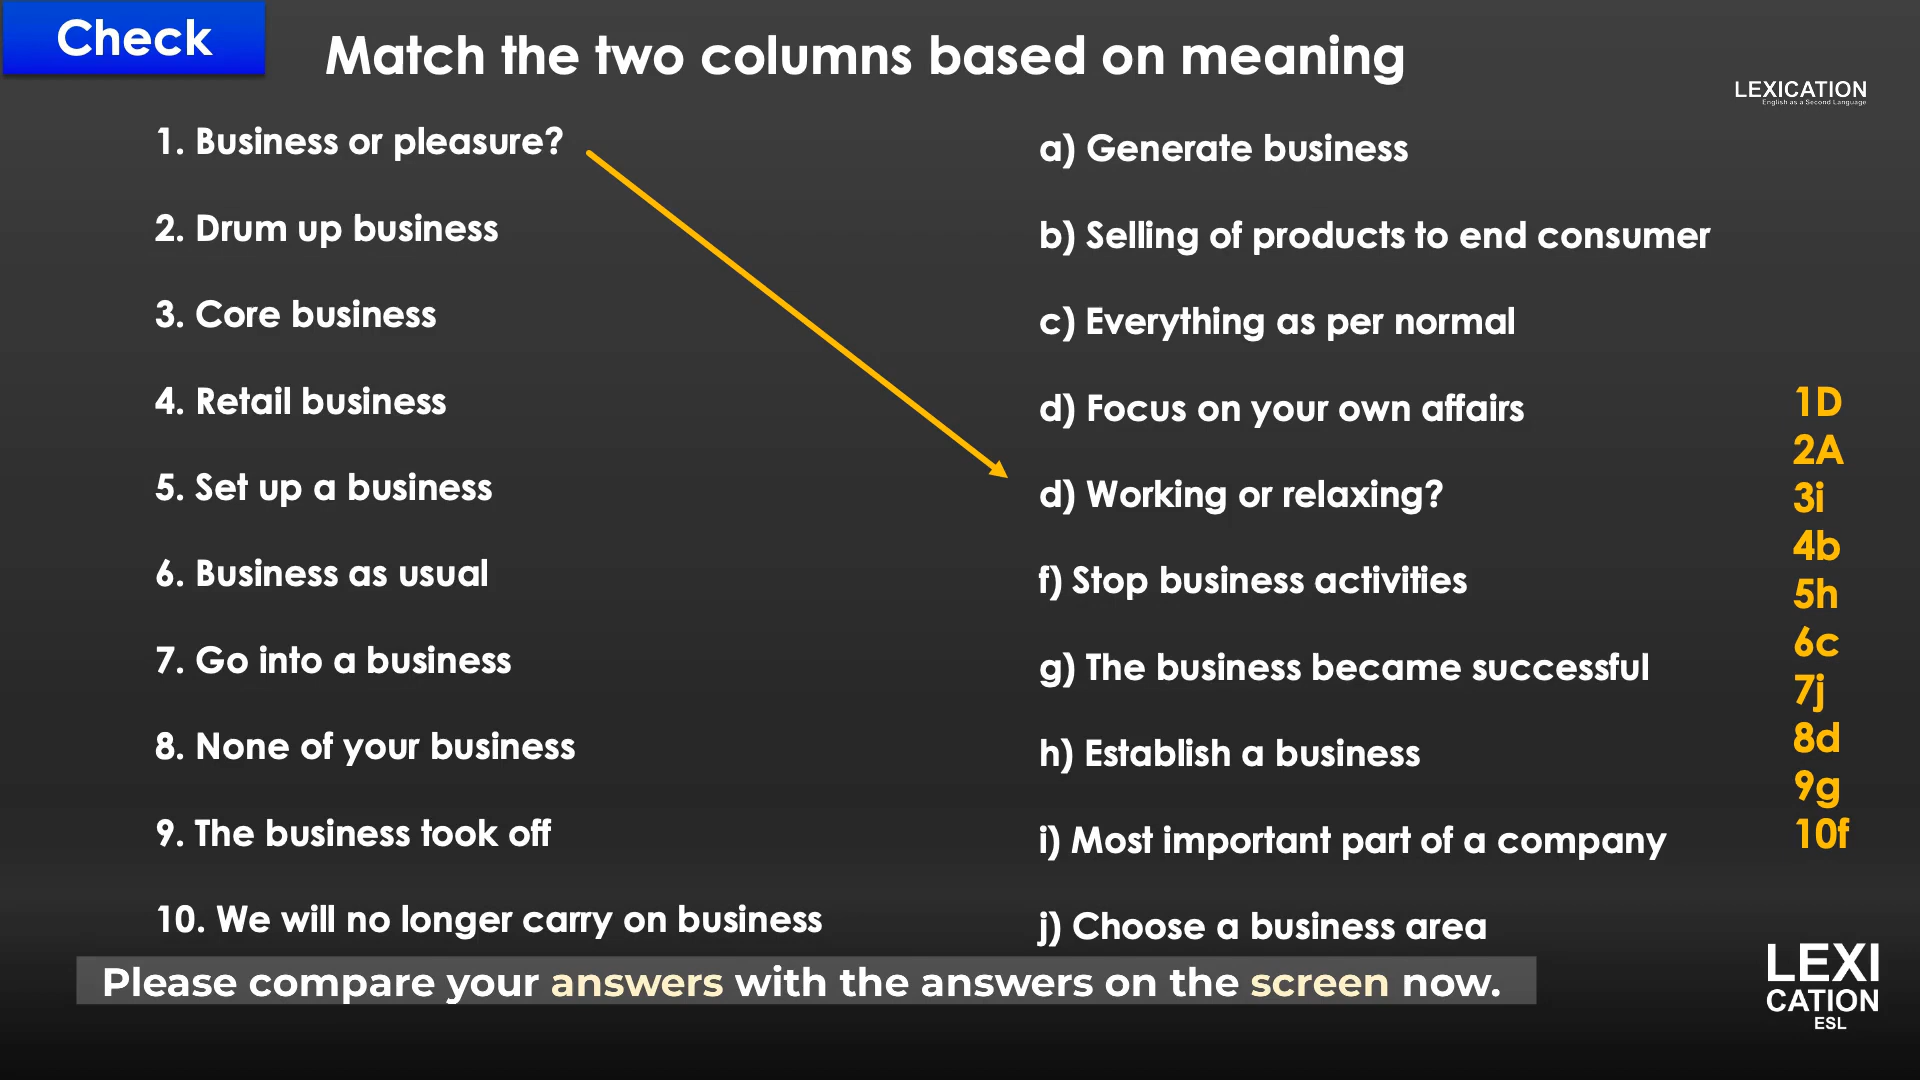 Check
Match the two columns based on meaning
LEXICATION
English as a Second Language
1. Business or pleasure?
2. Drum up business
3. Core business
4. Retail business
5. Set up a business
6. Business as usual
7. Go into a business
8. None of your business
9. The business took off
10. We will no longer carry on business
a) Generate business
b) Selling of products to end consumer
c) Everything as per normal
d) Focus on your own affairs
d) Working or relaxing?
f) Stop business activities
g) The business became successful
h) Establish a business
i) Most important part of a company
j) Choose a business area
1D
2A
3i
4b
5h
6c
7j
8d
9g
10f
Please compare your answers with the answers on the screen now.
LEXI
CATION
ESL